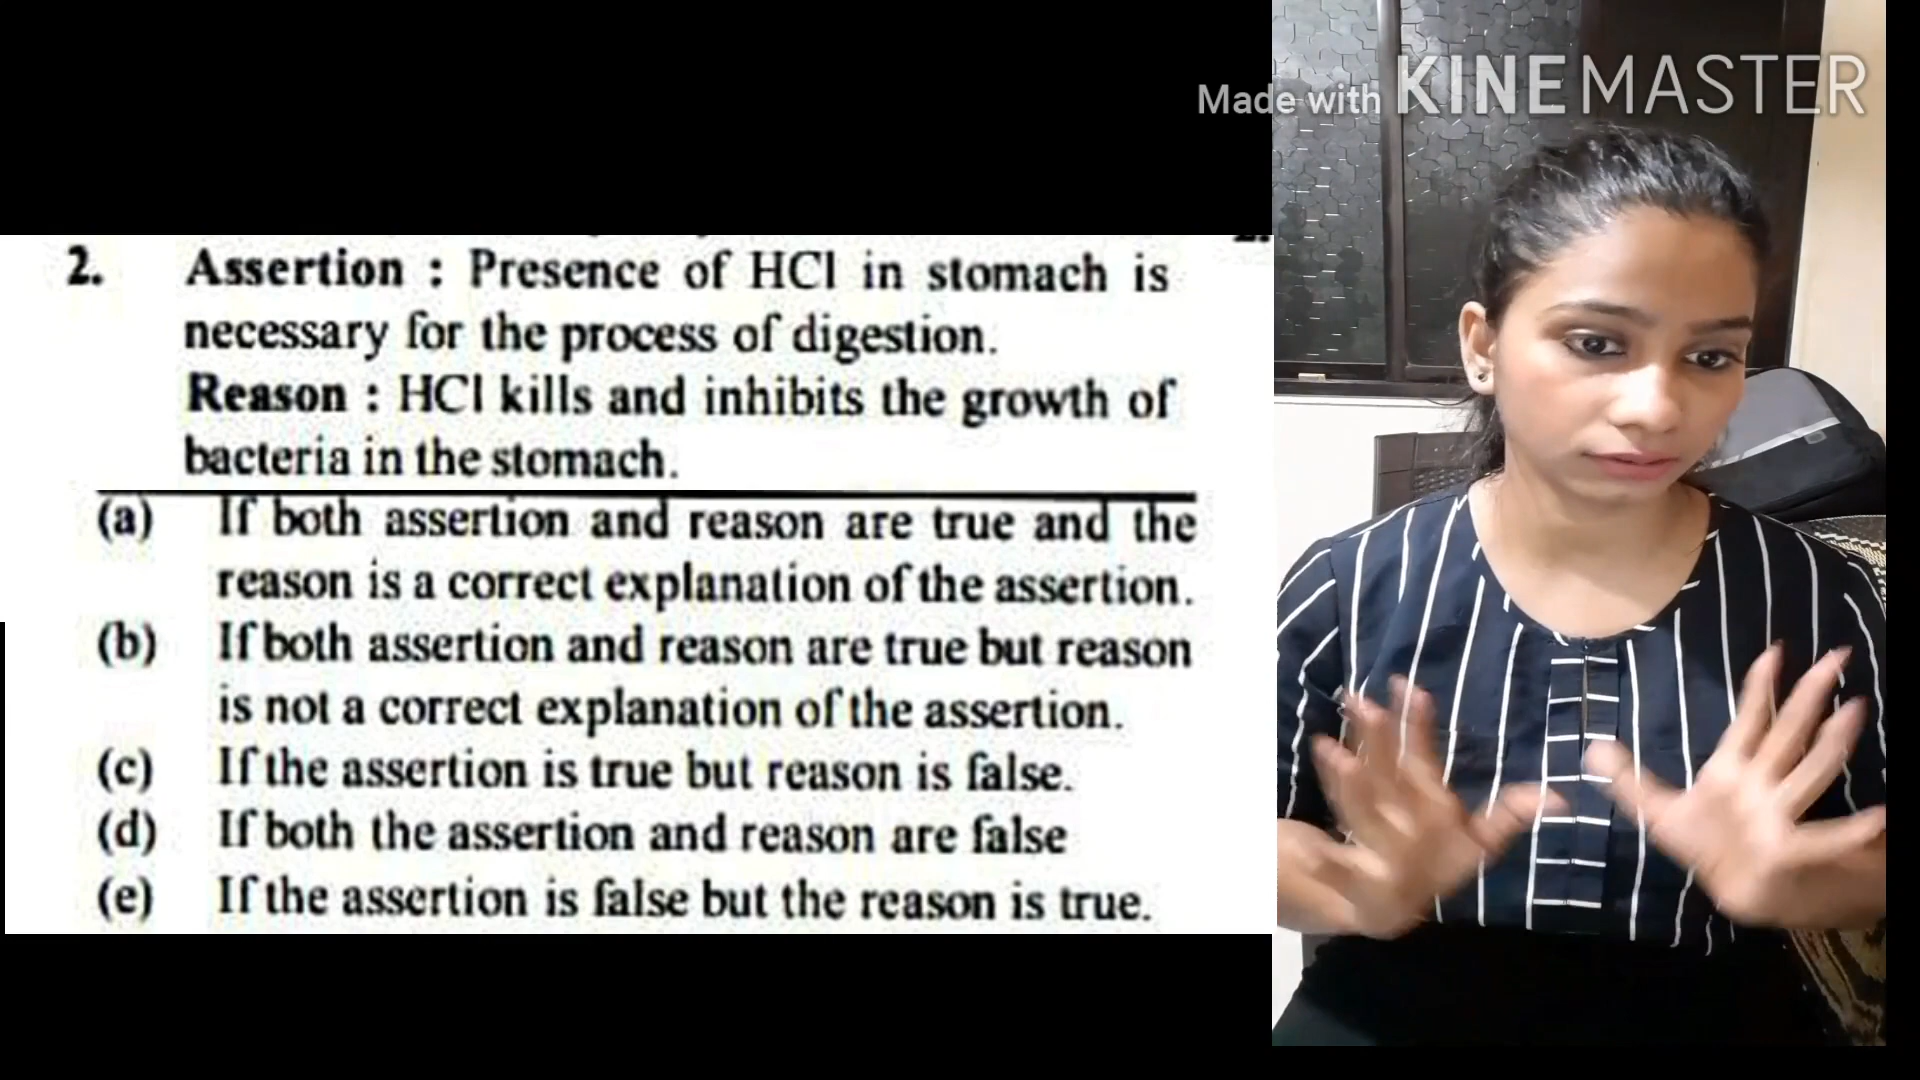 Made with KINEMASTER
2. Assertion : Presence of HCl in stomach is
necessary for the process of digestion.
Reason : HCl kills and inhibits the growth of
bacteria in the stomach.
(a) If both assertion and reason are true and the
reason is a correct explanation of the assertion.
(b) If both assertion and reason are true but reason
is not a correct explanation of the assertion.
(c) If the assertion is true but reason is false.
(d) If both the assertion and reason are false
(e) If the assertion is false but the reason is true.